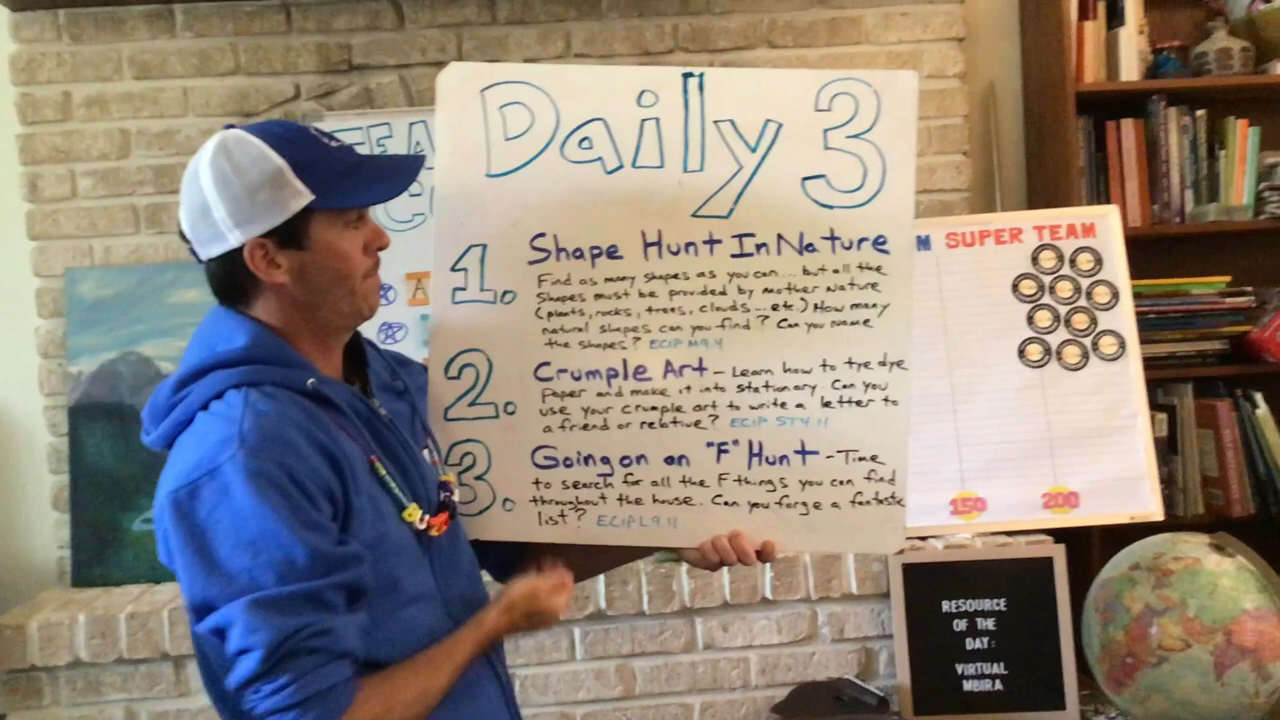 Daily 3
1. Shape Hunt In Nature
Find as many shapes as you can... but all the
shapes must be provided by mother nature
(plants, rocks, trees, clouds... etc.) How many
natural shapes can you find? Can you name
the shapes? ECIP M9.4
2. Crumple Art - Learn how to tye dye
paper and make it into stationary. Can you
use your crumple art to write a letter to
a friend or relative? ECIP ST4.11
3. Going on an "F" Hunt - Time
to search for all the F things you can find
throughout the house. Can you forge a fantastic
list? ECIP L9.11
TEA
A
M SUPER TEAM
150 200
RESOURCE
OF THE
DAY:
VIRTUAL
MBIRA